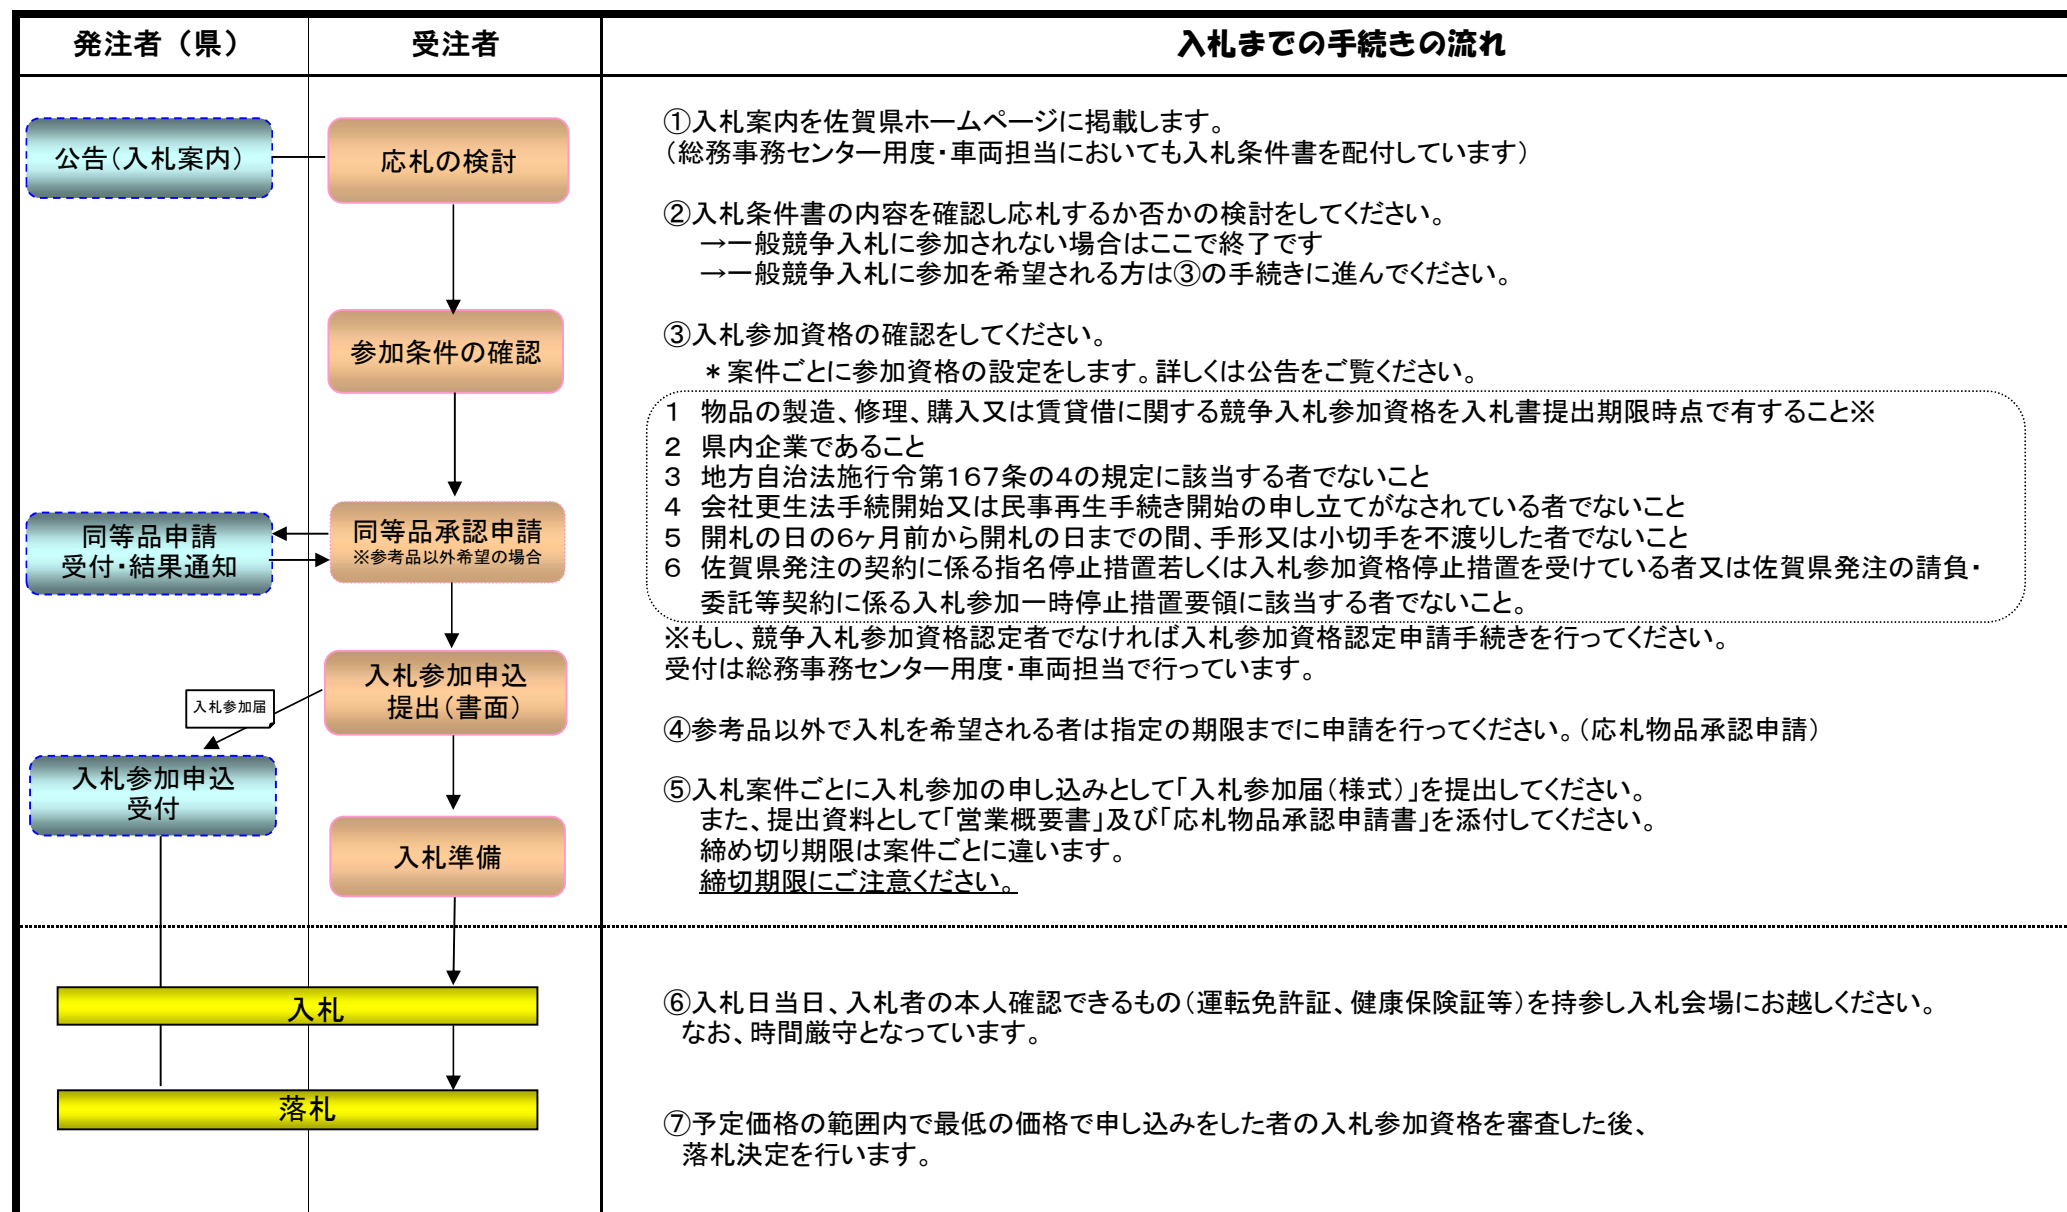 発注者（県）
受注者
入札までの手続きの流れ
公告（入札案内）
応札の検討
参加条件の確認
同等品申請
受付・結果通知
同等品承認申請
※参考品以外希望の場合
入札参加申込
提出（書面）
入札参加届
入札参加申込
受付
入札準備
入札
落札
①入札案内を佐賀県ホームページに掲載します。
（総務事務センター用度・車両担当においても入札条件書を配付しています）
②入札条件書の内容を確認し応札するか否かの検討をしてください。
→一般競争入札に参加されない場合はここで終了です
→一般競争入札に参加を希望される方は③の手続きに進んでください。
③入札参加資格の確認をしてください。
＊案件ごとに参加資格の設定をします。詳しくは公告をご覧ください。
１　物品の製造、修理、購入又は賃貸借に関する競争入札参加資格を入札書提出期限時点で有すること※
２　県内企業であること
３　地方自治法施行令第１６７条の４の規定に該当する者でないこと
４　会社更生法手続開始又は民事再生手続き開始の申し立てがなされている者でないこと
５　開札の日の６ヶ月前から開札の日までの間、手形又は小切手を不渡りした者でないこと
６　佐賀県発注の契約に係る指名停止措置若しくは入札参加資格停止措置を受けている者又は佐賀県発注の請負・
委託等契約に係る入札参加一時停止措置要領に該当する者でないこと。
※もし、競争入札参加資格認定者でなければ入札参加資格認定申請手続きを行ってください。
受付は総務事務センター用度・車両担当で行っています。
④参考品以外で入札を希望される者は指定の期限までに申請を行ってください。（応札物品承認申請）
⑤入札案件ごとに入札参加の申し込みとして「入札参加届（様式）」を提出してください。
また、提出資料として「営業概要書」及び「応札物品承認申請書」を添付してください。
締め切り期限は案件ごとに違います。
締切期限にご注意ください。
⑥入札日当日、入札者の本人確認できるもの（運転免許証、健康保険証等）を持参し入札会場にお越しください。
なお、時間厳守となっています。
⑦予定価格の範囲内で最低の価格で申し込みをした者の入札参加資格を審査した後、
落札決定を行います。